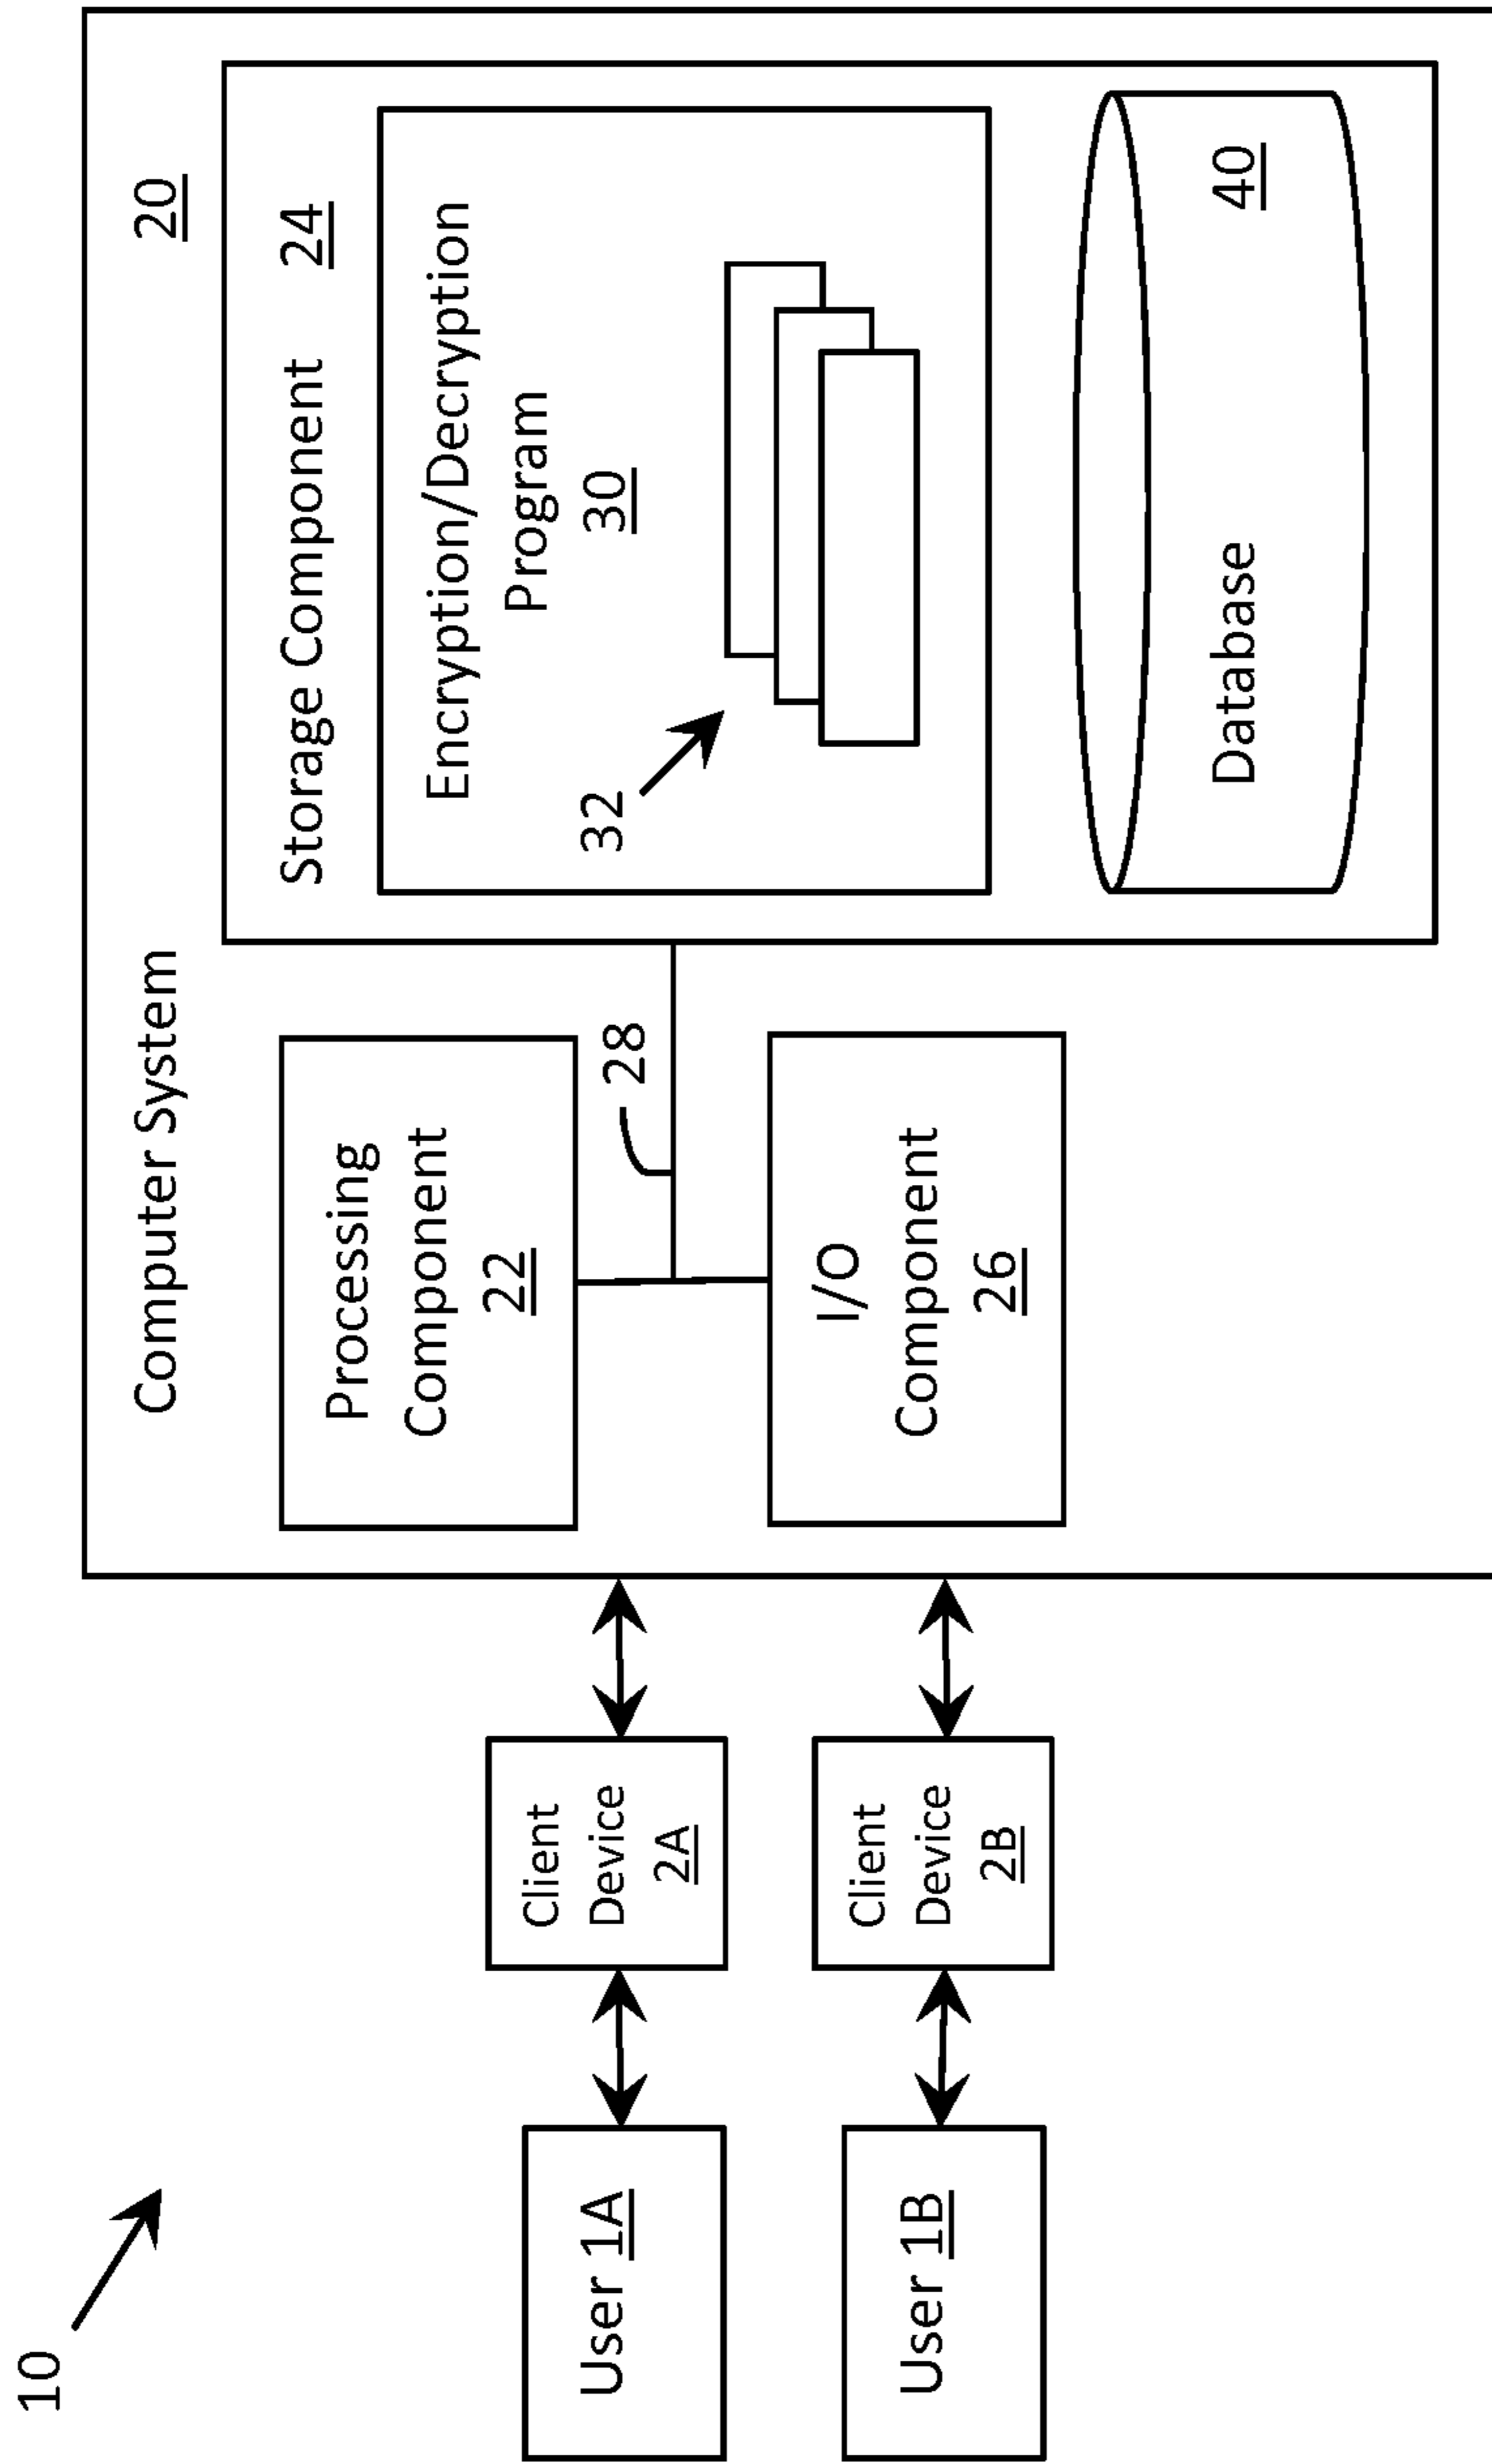 10
Computer System 20
Storage Component 24
Processing
Component
22
28
I/O
Component
26
Encryption/Decryption
Program
30
32
Database 40
User 1A
Client
Device
2A
User 1B
Client
Device
2B